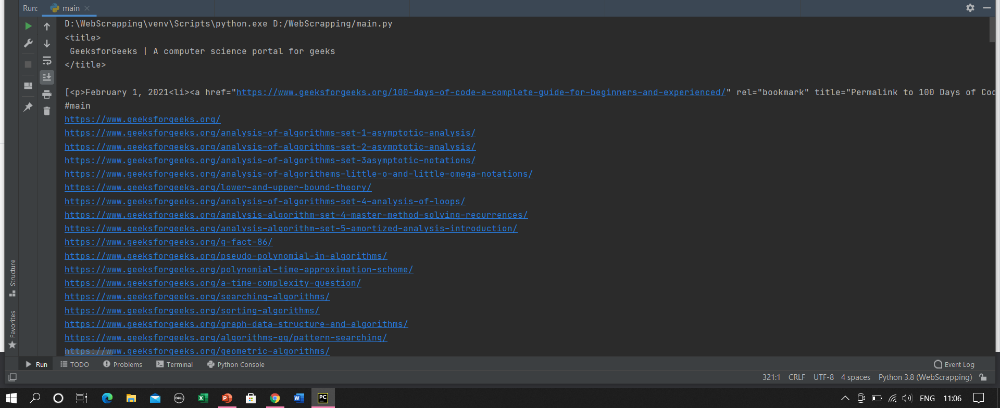 Run: main
D:\WebScrapping\venv\Scripts\python.exe D:/WebScrapping/main.py
<title>
GeeksforGeeks | A computer science portal for geeks
</title>
[<p>February 1, 2021<li><a href="https://www.geeksforgeeks.org/100-days-of-code-a-complete-guide-for-beginners-and-experienced/" rel="bookmark" title="Permalink to 100 Days of Cod
#main
https://www.geeksforgeeks.org/
https://www.geeksforgeeks.org/analysis-of-algorithms-set-1-asymptotic-analysis/
https://www.geeksforgeeks.org/analysis-of-algorithms-set-2-asymptotic-analysis/
https://www.geeksforgeeks.org/analysis-of-algorithms-set-3asymptotic-notations/
https://www.geeksforgeeks.org/analysis-of-algorithems-little-o-and-little-omega-notations/
https://www.geeksforgeeks.org/lower-and-upper-bound-theory/
https://www.geeksforgeeks.org/analysis-of-algorithms-set-4-analysis-of-loops/
https://www.geeksforgeeks.org/analysis-algorithm-set-4-master-method-solving-recurrences/
https://www.geeksforgeeks.org/analysis-algorithm-set-5-amortized-analysis-introduction/
https://www.geeksforgeeks.org/g-fact-86/
https://www.geeksforgeeks.org/pseudo-polynomial-in-algorithms/
https://www.geeksforgeeks.org/polynomial-time-approximation-scheme/
https://www.geeksforgeeks.org/a-time-complexity-question/
https://www.geeksforgeeks.org/searching-algorithms/
https://www.geeksforgeeks.org/sorting-algorithms/
https://www.geeksforgeeks.org/graph-data-structure-and-algorithms/
https://www.geeksforgeeks.org/algorithms-gq/pattern-searching/
https://www.geeksforgeeks.org/geometric-algorithms/
Structure
Favorites
Run TODO Problems Terminal Python Console Event Log
321:1 CRLF UTF-8 4 spaces Python 3.8 (WebScrapping)
DELL X P W PC ENG 11:06